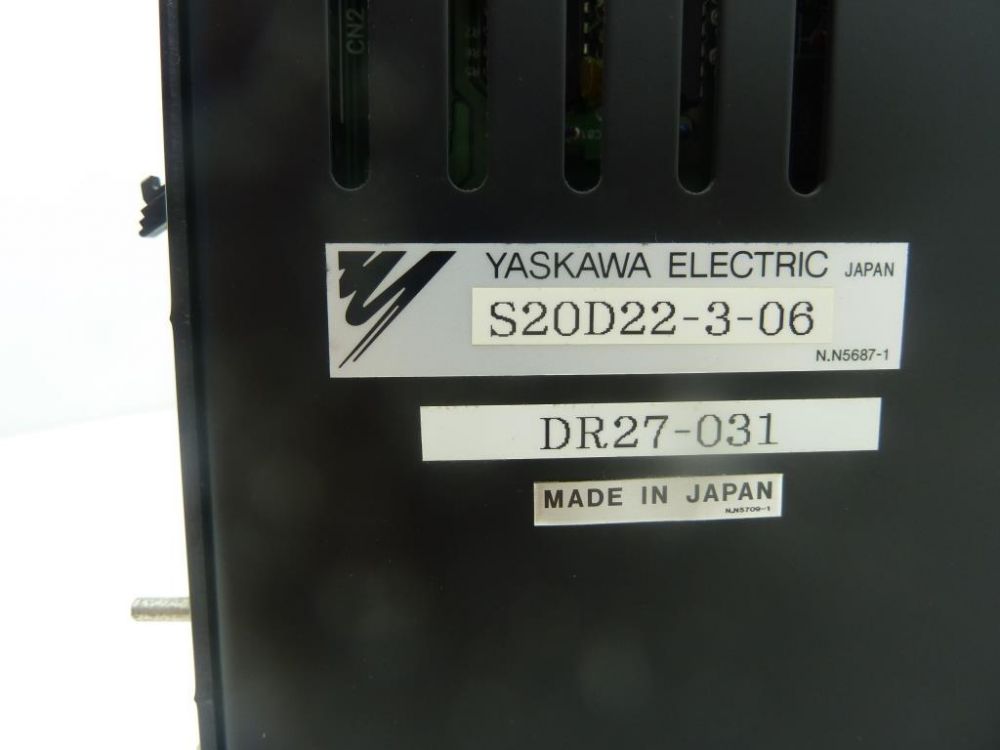 CN2
YASKAWA ELECTRIC JAPAN
S20D22-3-06
N.N5687-1
DR27-031
MADE IN JAPAN
N.N5709-1